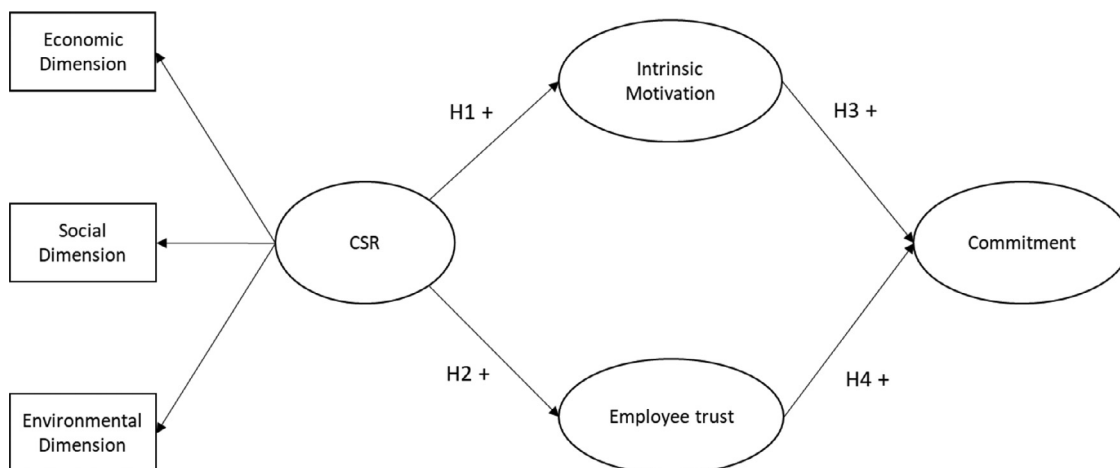 Economic
Dimension
Intrinsic
Motivation
H1 +
H3 +
Social
Dimension
CSR
Commitment
H2 +
H4 +
Environmental
Dimension
Employee trust